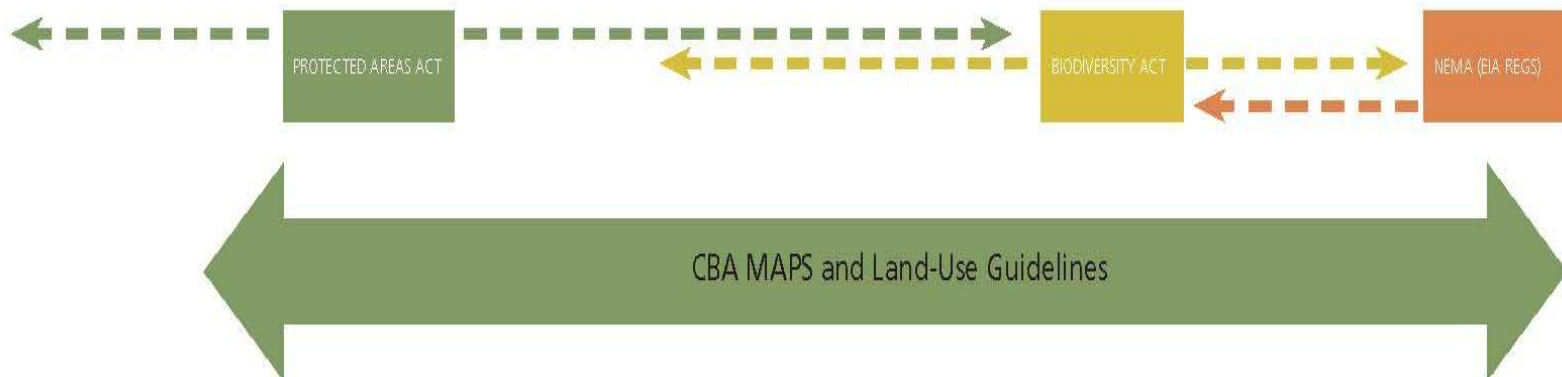 PROTECTED AREAS ACT
BIODIVERSITY ACT
NEMA (EIA REGS)
CBA MAPS and Land-Use Guidelines